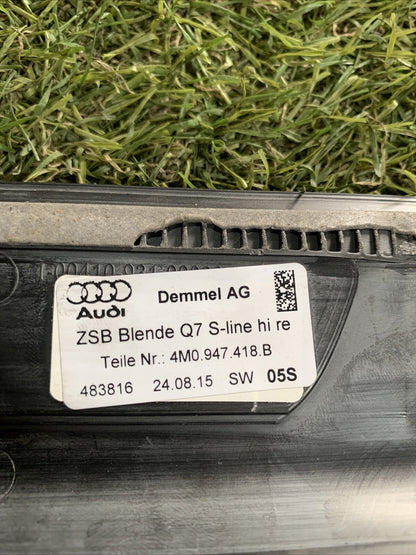 Audi
Demmel AG
ZSB Blende Q7 S-line hi re
Teile Nr.: 4M0.947.418.B
483816 24.08.15 SW 05S